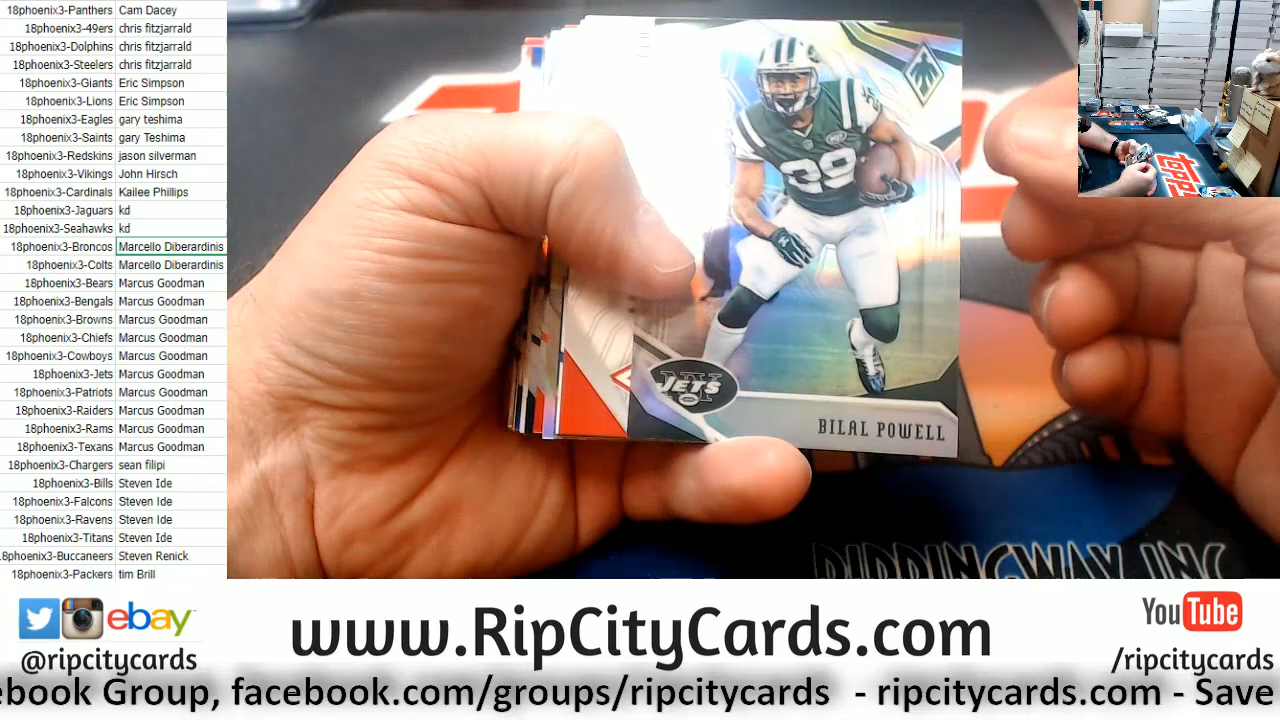 18phoenix3-Panthers Cam Dacey
18phoenix3-49ers chris fitzjarrald
18phoenix3-Dolphins chris fitzjarrald
18phoenix3-Steelers chris fitzjarrald
18phoenix3-Giants Eric Simpson
18phoenix3-Lions Eric Simpson
18phoenix3-Eagles gary teshima
18phoenix3-Saints gary Teshima
18phoenix3-Redskins jason silverman
18phoenix3-Vikings John Hirsch
18phoenix3-Cardinals Kailee Phillips
18phoenix3-Jaguars kd
18phoenix3-Seahawks kd
18phoenix3-Broncos Marcello Diberardinis
18phoenix3-Colts Marcello Diberardinis
18phoenix3-Bears Marcus Goodman
18phoenix3-Bengals Marcus Goodman
18phoenix3-Browns Marcus Goodman
18phoenix3-Chiefs Marcus Goodman
18phoenix3-Cowboys Marcus Goodman
18phoenix3-Jets Marcus Goodman
18phoenix3-Patriots Marcus Goodman
18phoenix3-Raiders Marcus Goodman
18phoenix3-Rams Marcus Goodman
18phoenix3-Texans Marcus Goodman
18phoenix3-Chargers sean filipi
18phoenix3-Bills Steven Ide
18phoenix3-Falcons Steven Ide
18phoenix3-Ravens Steven Ide
18phoenix3-Titans Steven Ide
18phoenix3-Buccaneers Steven Renick
18phoenix3-Packers tim Brill
29
NY
JETS
BILAL POWELL
RIPPINGWAX INC
topps
ebay
@ripcitycards
www.RipCityCards.com
YouTube
/ripcitycards
ebook Group, facebook.com/groups/ripcitycards - ripcitycards.com - Save